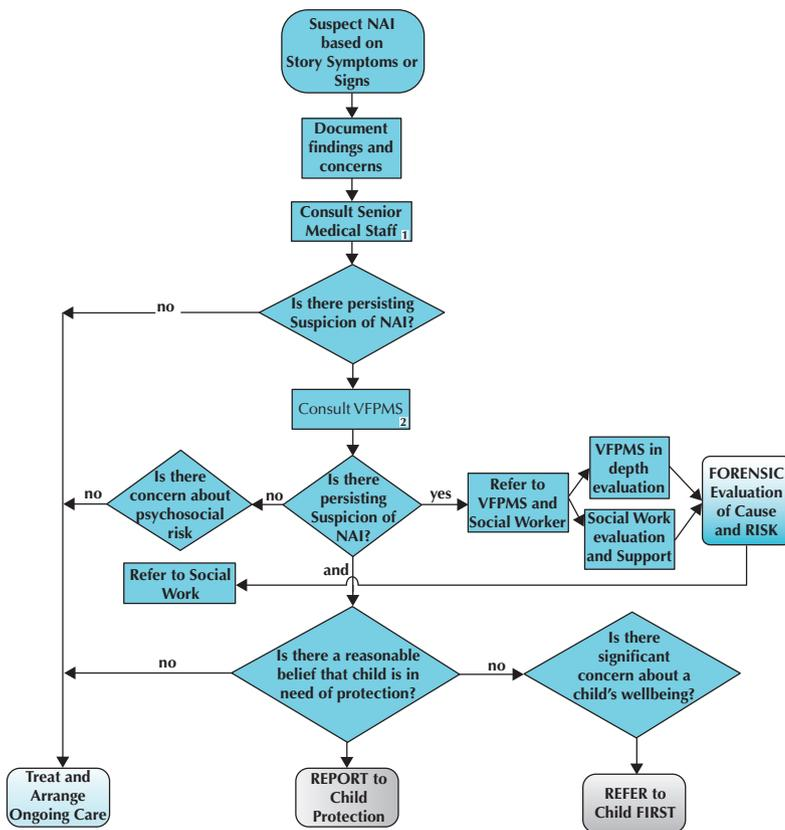 Suspect NAI
based on
Story Symptoms or
Signs
Document
findings and
concerns
Consult Senior
Medical Staff 1
Is there persisting
Suspicion of NAI?
no
Consult VFPMS
2
Is there
persisting
Suspicion of
NAI?
no
Is there
concern about
psychosocial
risk
no
yes
Refer to
VFPMS and
Social Worker
VFPMS in
depth
evaluation
Social Work
evaluation
and Support
FORENSIC
Evaluation
of Cause
and RISK
and
Refer to Social
Work
Is there a reasonable
belief that child is in
need of protection?
no
no
Is there
significant
concern about a
child's wellbeing?
Treat and
Arrange
Ongoing Care
REPORT to
Child
Protection
REFER to
Child FIRST